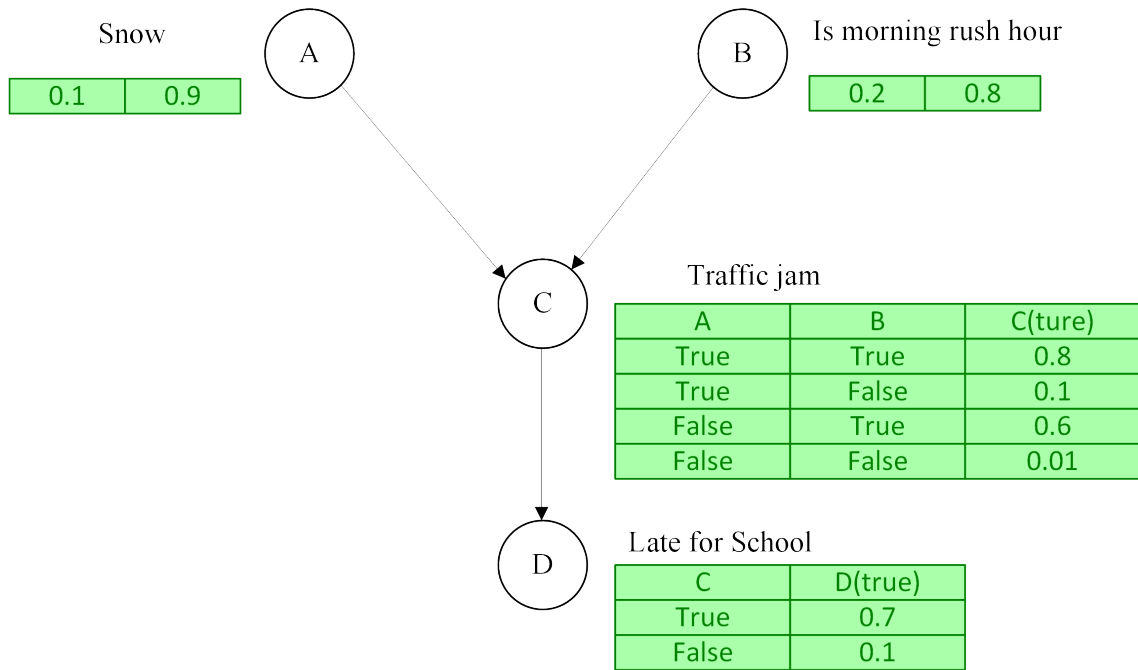 Snow
A
B
Is morning rush hour
0.1 0.9
0.2 0.8
C
Traffic jam
A B C(ture)
True True 0.8
True False 0.1
False True 0.6
False False 0.01
D
Late for School
C D(true)
True 0.7
False 0.1